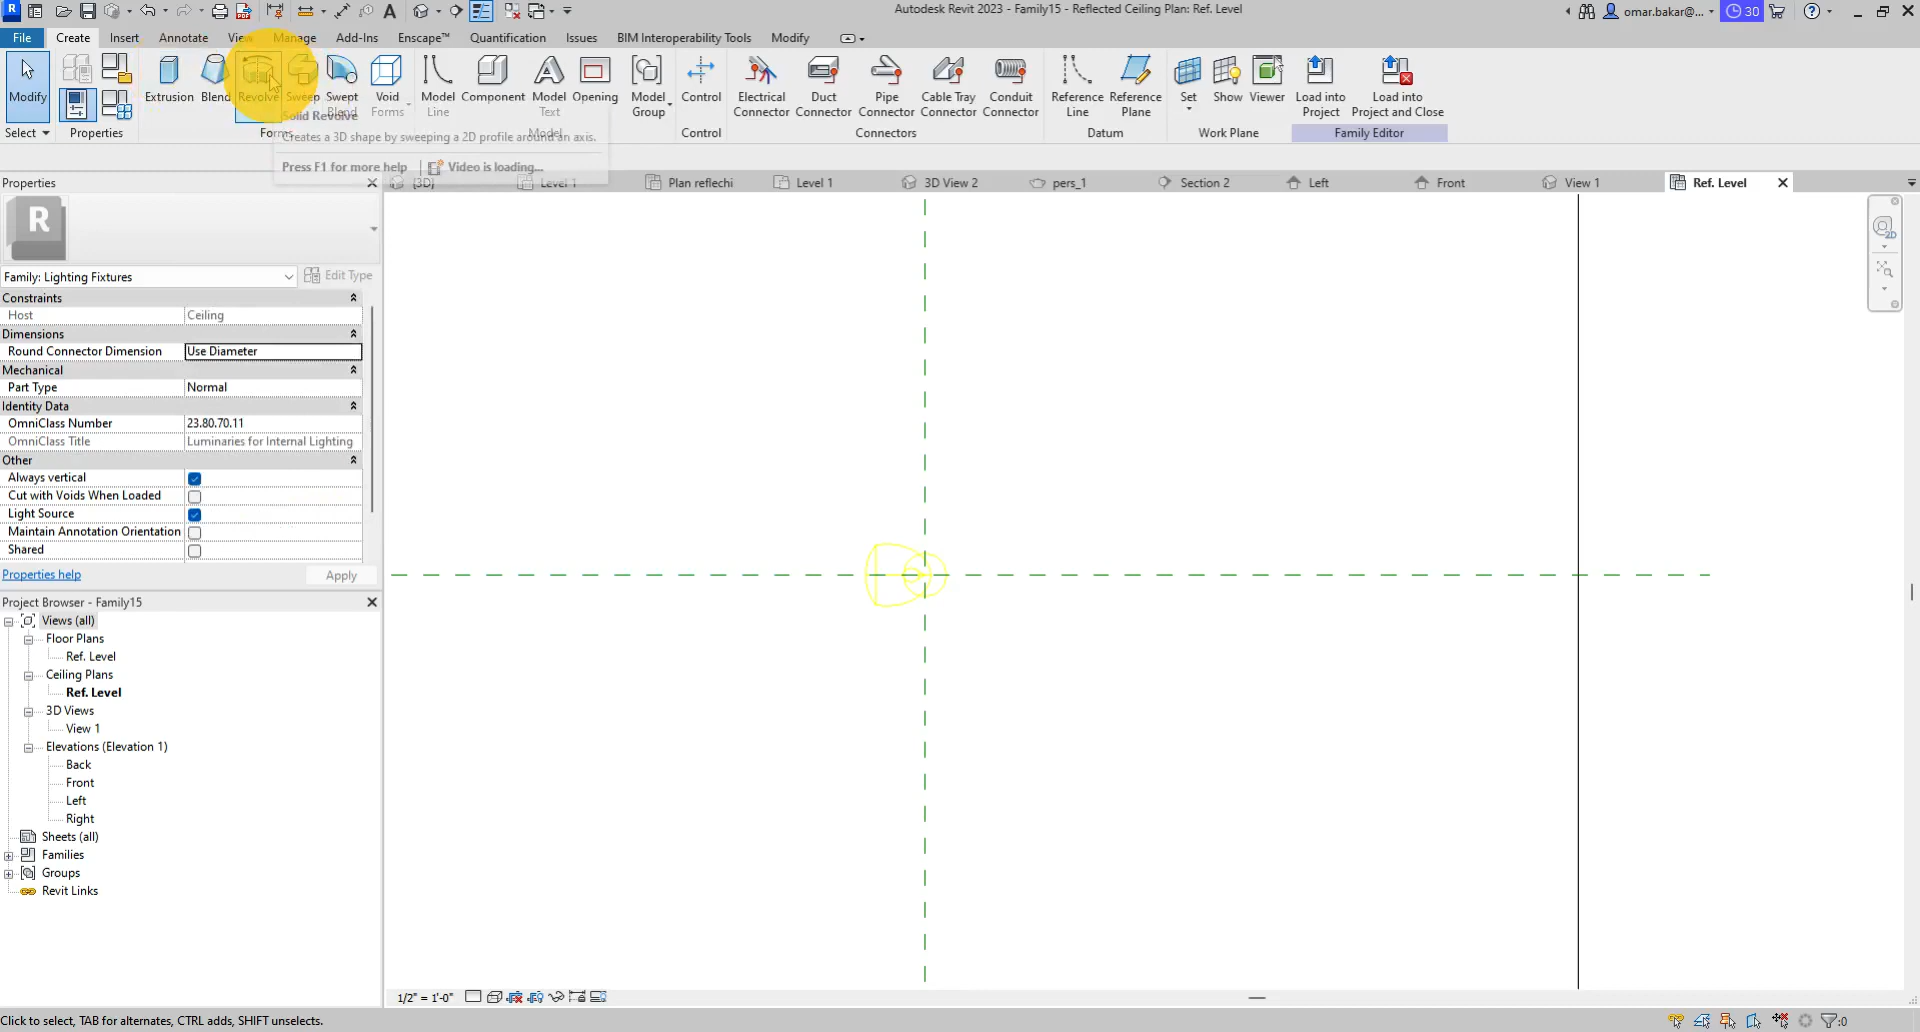 Autodesk Revit 2023 - Family15 - Reflected Ceiling Plan: Ref. Level
omar.bakar@...
30
File Create Insert Annotate View Manage Add-Ins Enscape™ Quantification Issues BIM Interoperability Tools Modify
Modify
Extrusion Blend Revolve Sweep Swept Blend Void Forms
Model Line Component Model Text Opening Model Group
Control
Electrical Connector Duct Connector Pipe Connector Cable Tray Connector Conduit Connector
Reference Line Reference Plane
Set Show Viewer
Load into Project Load into Project and Close
Select Properties Forms Model Control Connectors Datum Work Plane Family Editor
Solid Revolve
Creates a 3D shape by sweeping a 2D profile around an axis.
Press F1 for more help Video is loading...
Properties
{3D} Level 1 Plan reflechi Level 1 3D View 2 pers_1 Section 2 Left Front View 1 Ref. Level
R
2D
Family: Lighting Fixtures Edit Type
Constraints
Host Ceiling
Dimensions
Round Connector Dimension Use Diameter
Mechanical
Part Type Normal
Identity Data
OmniClass Number 23.80.70.11
OmniClass Title Luminaries for Internal Lighting
Other
Always vertical
Cut with Voids When Loaded
Light Source
Maintain Annotation Orientation
Shared
Properties help Apply
Project Browser - Family15
Views (all)
Floor Plans
Ref. Level
Ceiling Plans
Ref. Level
3D Views
View 1
Elevations (Elevation 1)
Back
Front
Left
Right
Sheets (all)
Families
Groups
Revit Links
1/2" = 1'-0"
Click to select, TAB for alternates, CTRL adds, SHIFT unselects.
:0